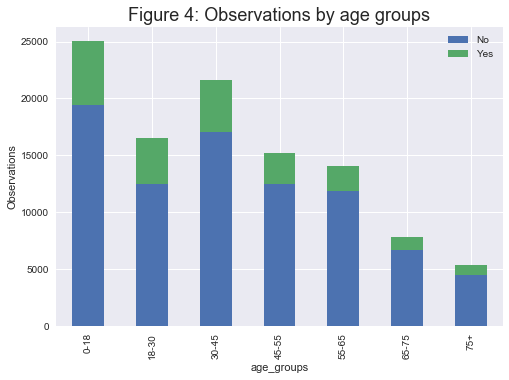 Figure 4: Observations by age groups
No
Yes
25000
20000
15000
10000
5000
0
Observations
0-18
18-30
30-45
45-55
55-65
65-75
75+
age_groups